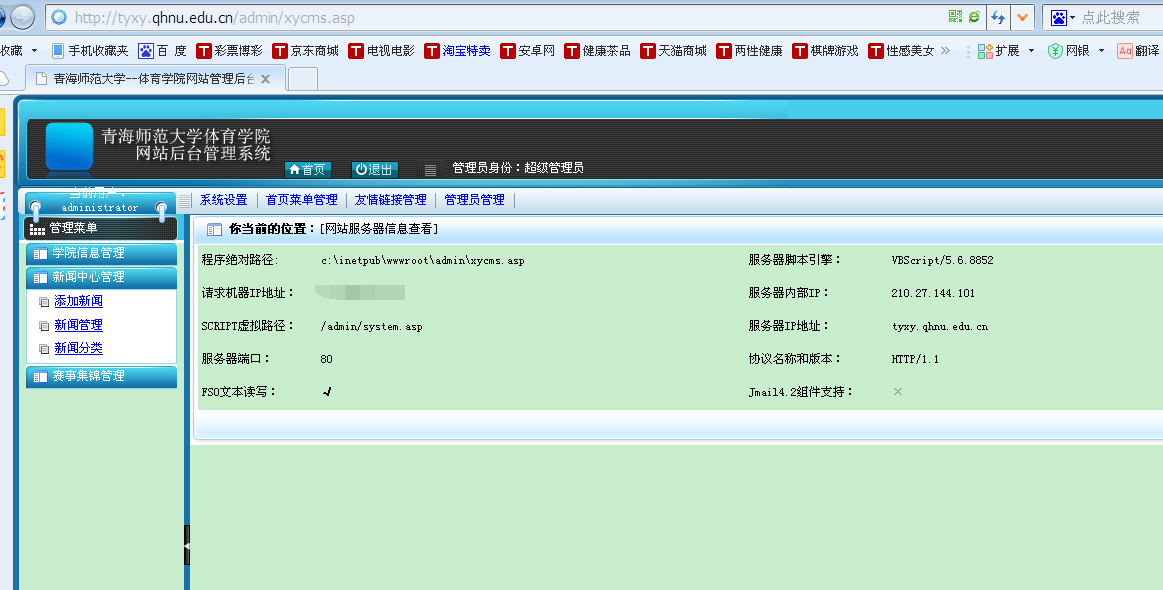 http://tyxy.qhnu.edu.cn/admin/xycms.asp
点此搜索
收藏 手机收藏夹 百 度 彩票博彩 京东商城 电视电影 淘宝特卖 安卓网 健康茶品 天猫商城 两性健康 棋牌游戏 性感美女 » 扩展 网银 Aa 翻译
青海师范大学--体育学院网站管理后台
青海师范大学体育学院
网站后台管理系统
首页 退出 管理员身份：超级管理员
当前用户：
administrator
系统设置 首页菜单管理 友情链接管理 管理员管理
管理菜单
你当前的位置：[网站服务器信息查看]
学院信息管理
新闻中心管理
添加新闻
新闻管理
新闻分类
赛事集锦管理
程序绝对路径: c:\inetpub\wwwroot\admin\xycms.asp 服务器脚本引擎： VBScript/5.6.8852
请求机器IP地址： 服务器内部IP： 210.27.144.101
SCRIPT虚拟路径： /admin/system.asp 服务器IP地址： tyxy.qhnu.edu.cn
服务器端口： 80 协议名称和版本： HTTP/1.1
FSO文本读写： √ Jmail4.2组件支持： ×